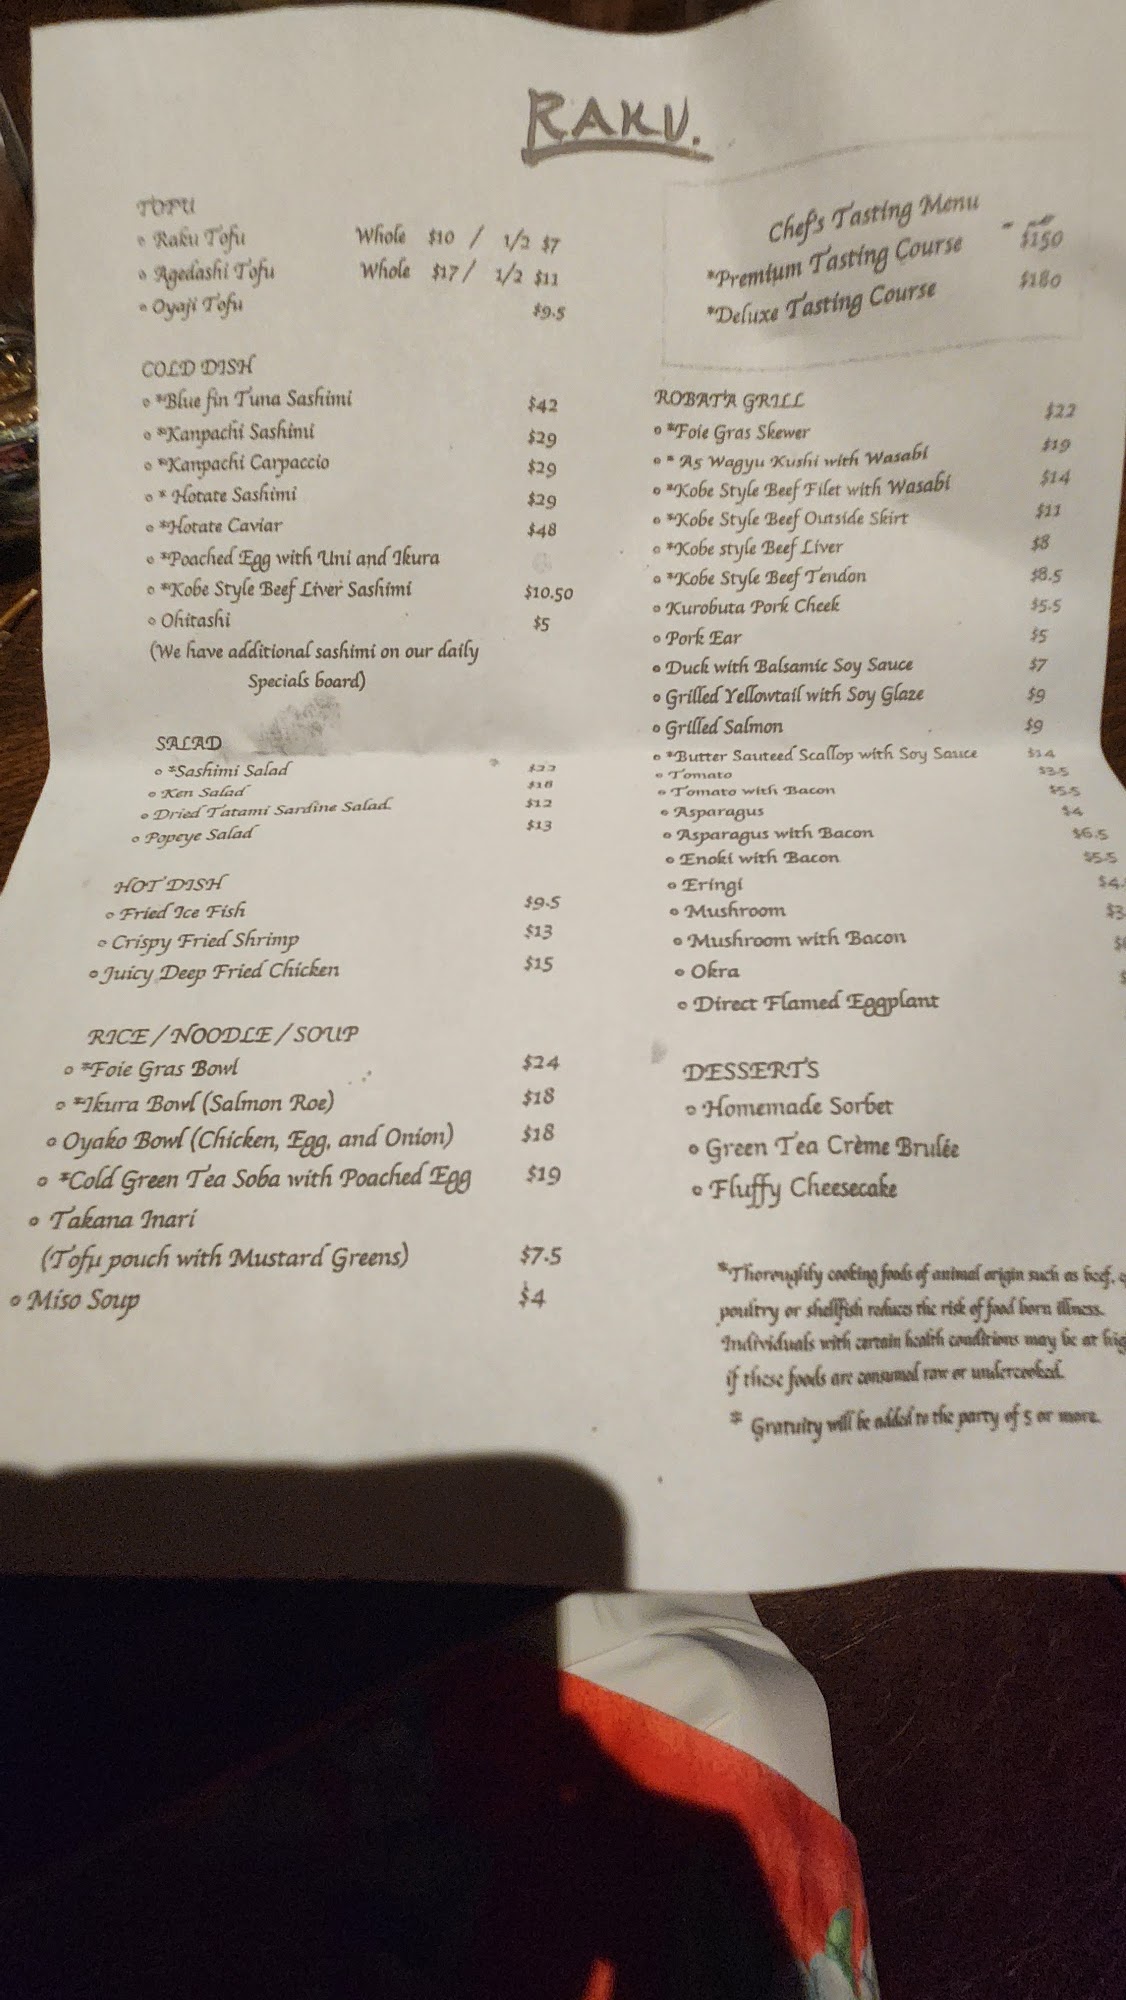 RAKU.
TOFU
Raku Tofu Whole $10 / 1/2 $7
Agedashi Tofu Whole $17 / 1/2 $11
Oyaji Tofu $9.5
COLD DISH
*Blue fin Tuna Sashimi $42
*Kanpachi Sashimi $29
*Kanpachi Carpaccio $29
* Hotate Sashimi $29
*Hotate Caviar $48
*Poached Egg with Uni and Ikura
*Kobe Style Beef Liver Sashimi $10.50
Ohitashi $5
(We have additional sashimi on our daily
Specials board)
SALAD
*Sashimi Salad $22
Ken Salad
Dried Tatami Sardine Salad. $12
Popeye Salad $13
HOT DISH
Fried Ice Fish $9.5
Crispy Fried Shrimp $13
Juicy Deep Fried Chicken $15
RICE / NOODLE / SOUP
*Foie Gras Bowl $24
*Ikura Bowl (Salmon Roe) $18
Oyako Bowl (Chicken, Egg, and Onion) $18
*Cold Green Tea Soba with Poached Egg $19
Takana Inari
(Tofu pouch with Mustard Greens) $7.5
Miso Soup $4
Chef's Tasting Menu
*Premium Tasting Course $150
*Deluxe Tasting Course $180
ROBATA GRILL
*Foie Gras Skewer $22
* A5 Wagyu Kushi with Wasabi $19
*Kobe Style Beef Filet with Wasabi $14
*Kobe Style Beef Outside Skirt $11
*Kobe style Beef Liver $8
*Kobe Style Beef Tendon $8.5
Kurobuta Pork Cheek $5.5
Pork Ear $5
Duck with Balsamic Soy Sauce $7
Grilled Yellowtail with Soy Glaze $9
Grilled Salmon $9
*Butter Sauteed Scallop with Soy Sauce $14
Tomato $3.5
Tomato with Bacon $5.5
Asparagus $4
Asparagus with Bacon $6.5
Enoki with Bacon $5.5
Eringi $4.
Mushroom $3
Mushroom with Bacon
Okra
Direct Flamed Eggplant
DESSERTS
Homemade Sorbet
Green Tea Crème Brulée
Fluffy Cheesecake
*Thoroughly cooking foods of animal origin such as beef,
poultry or shellfish reduces the risk of food born illness.
Individuals with certain health conditions may be at
if these foods are consumed raw or undercooked.
* Gratuity will be added to the party of 5 or more.